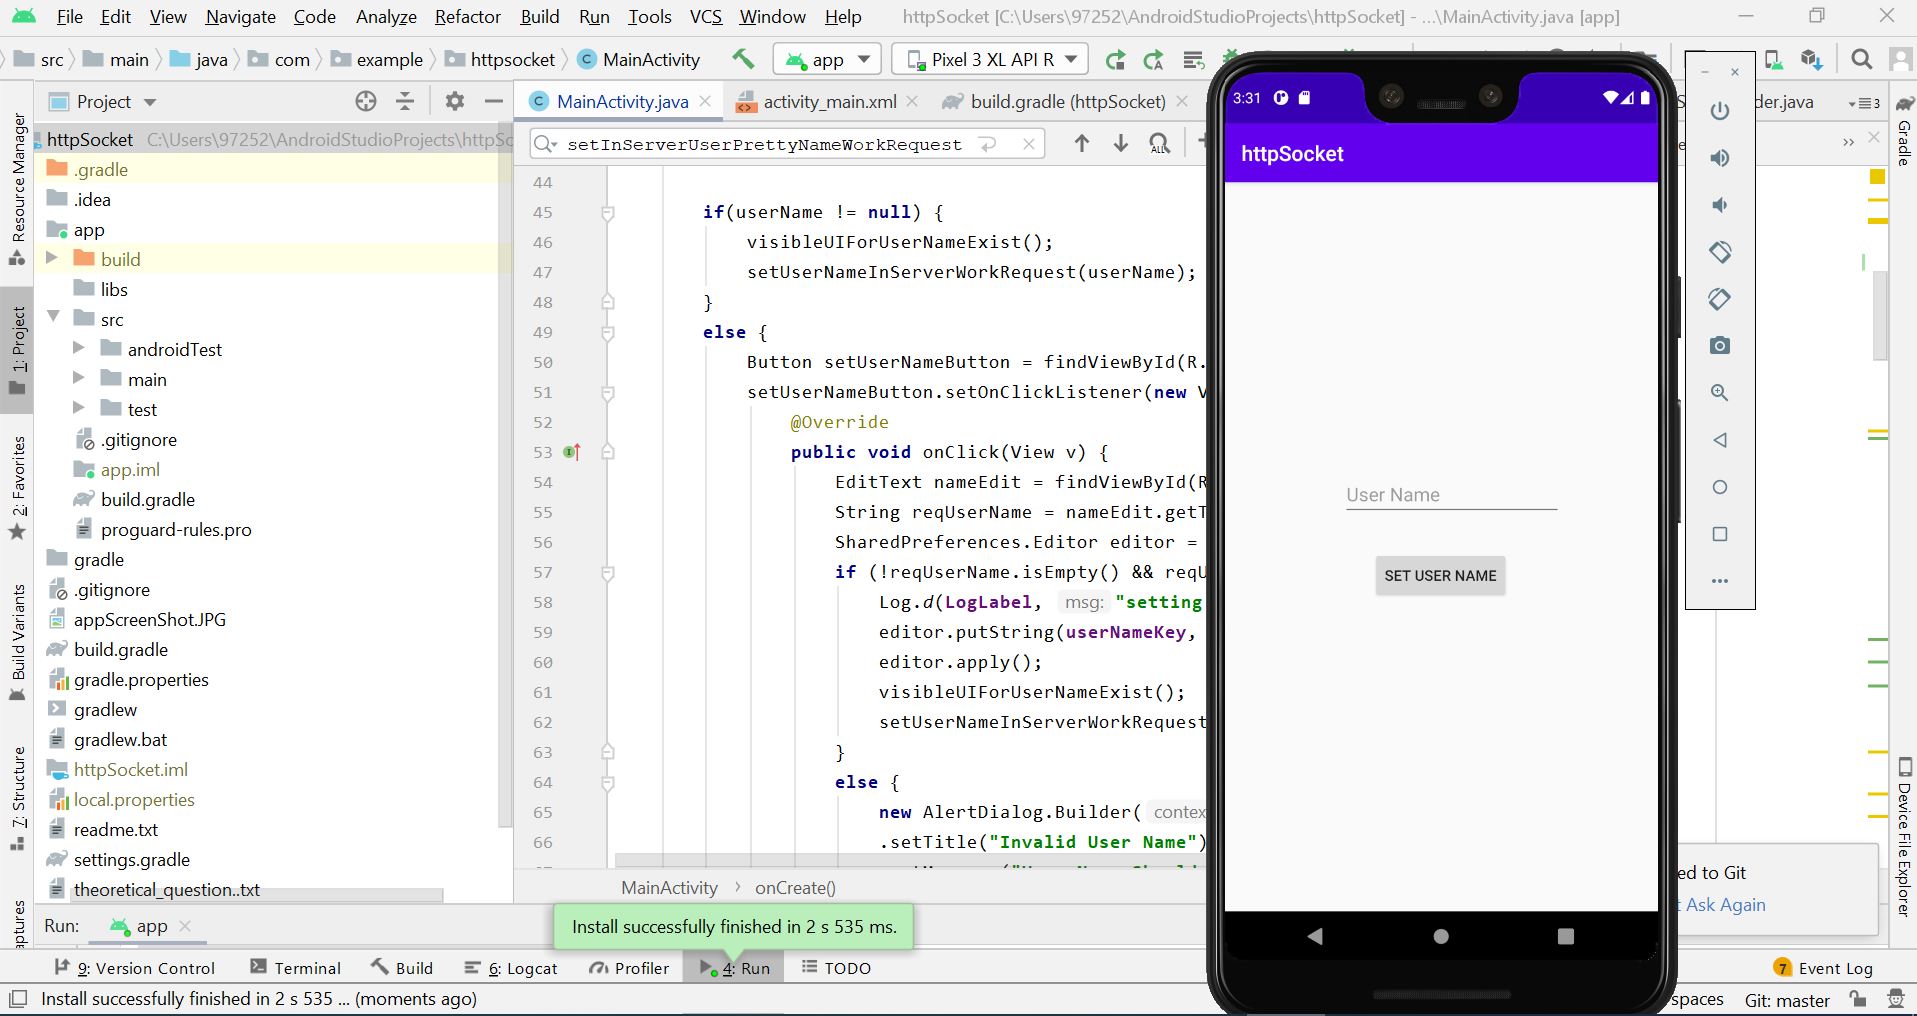 File Edit View Navigate Code Analyze Refactor Build Run Tools VCS Window Help httpSocket [C:\Users\97252\AndroidStudioProjects\httpSocket] - ...\MainActivity.java [app]
src main java com example httpsocket MainActivity app Pixel 3 XL API R
Project
MainActivity.java activity_main.xml build.gradle (httpSocket) der.java 3
setInServerUserPrettyNameWorkRequest ALL
Resource Manager
1: Project
2: Favorites
Build Variants
7: Structure
aptures
httpSocket C:\Users\97252\AndroidStudioProjects\httpSc
.gradle
.idea
app
build
libs
src
androidTest
main
test
.gitignore
app.iml
build.gradle
proguard-rules.pro
gradle
.gitignore
appScreenShot.JPG
build.gradle
gradle.properties
gradlew
gradlew.bat
httpSocket.iml
local.properties
readme.txt
settings.gradle
theoretical_question..txt
44
45 if(userName != null) {
46 visibleUIForUserNameExist();
47 setUserNameInServerWorkRequest(userName);
48 }
49 else {
50 Button setUserNameButton = findViewById(R.
51 setUserNameButton.setOnClickListener(new V
52 @Override
53 public void onClick(View v) {
54 EditText nameEdit = findViewById(R
55 String reqUserName = nameEdit.getT
56 SharedPreferences.Editor editor =
57 if (!reqUserName.isEmpty() && reqU
58 Log.d(LogLabel, msg: "setting
59 editor.putString(userNameKey,
60 editor.apply();
61 visibleUIForUserNameExist();
62 setUserNameInServerWorkRequest
63 }
64 else {
65 new AlertDialog.Builder( contex
66 .setTitle("Invalid User Name")
MainActivity onCreate()
3:31
httpSocket
User Name
SET USER NAME
Gradle
Device File Explorer
ed to Git
t Ask Again
Run: app
Install successfully finished in 2 s 535 ms.
9: Version Control Terminal Build 6: Logcat Profiler 4: Run TODO 7 Event Log
Install successfully finished in 2 s 535 ... (moments ago) spaces Git: master